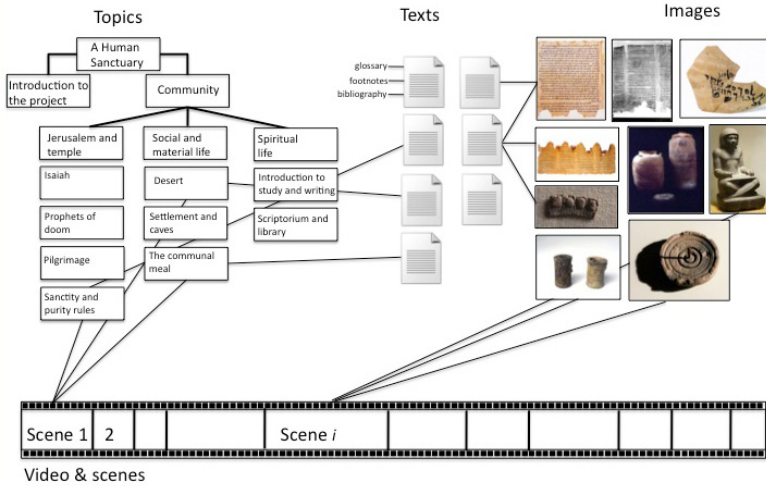 Topics
Texts
Images
A Human
Sanctuary
Introduction to
the project
Community
glossary
footnotes
bibliography
Jerusalem and
temple
Social and
material life
Spiritual
life
Isaiah
Desert
Introduction to
study and writing
Prophets of
doom
Settlement and
caves
Scriptorium and
library
Pilgrimage
The communal
meal
Sanctity and
purity rules
Scene 1
2
Scene i
Video & scenes